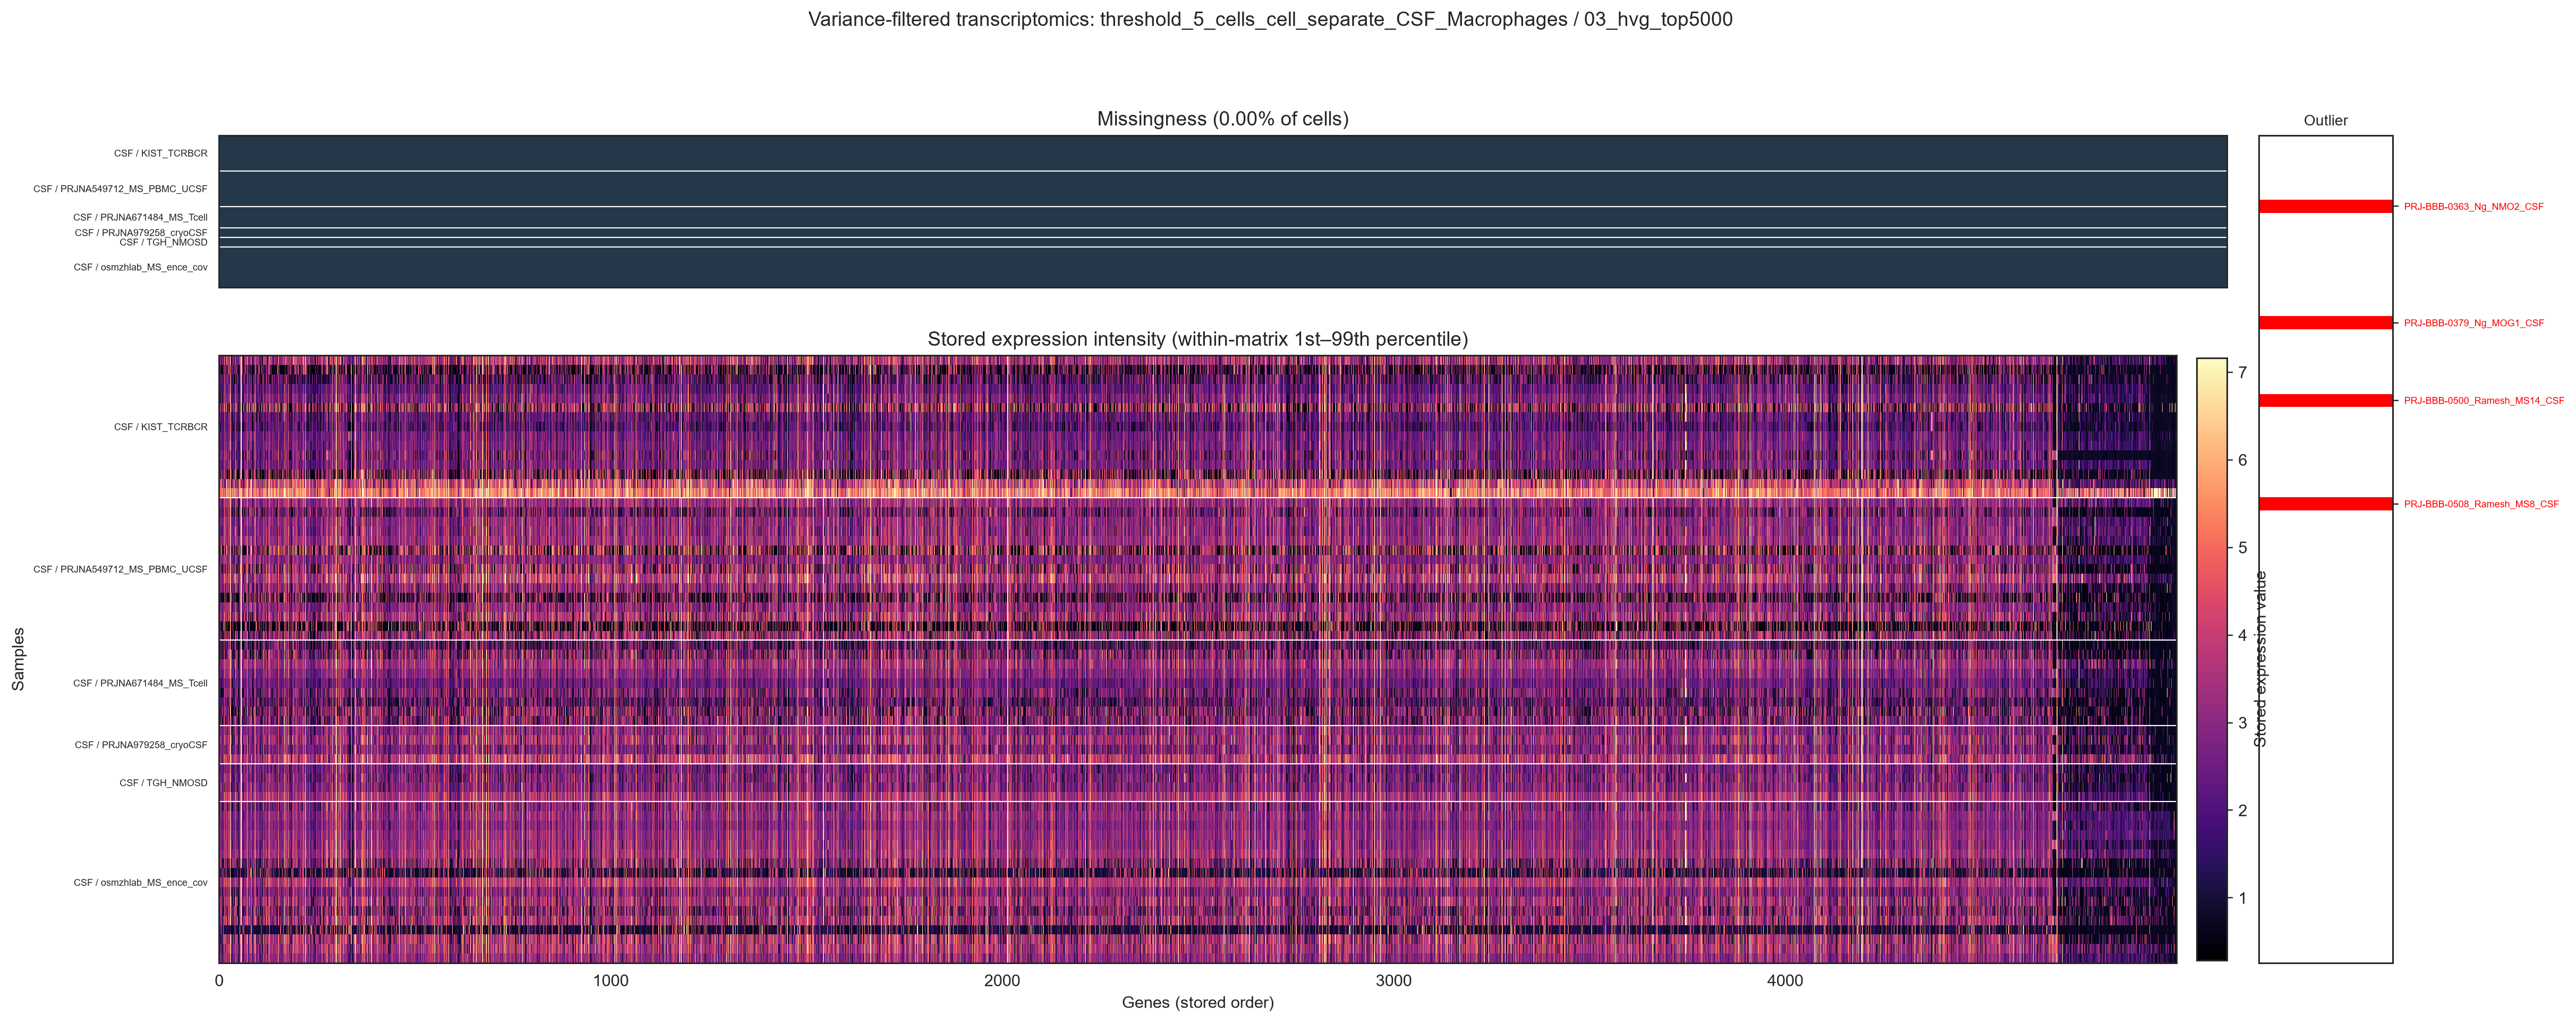 Variance-filtered transcriptomics: threshold_5_cells_cell_separate_CSF_Macrophages / 03_hvg_top5000
Missingness (0.00% of cells)
Outlier
CSF / KIST_TCRBCR
CSF / PRJNA549712_MS_PBMC_UCSF
CSF / PRJNA671484_MS_Tcell
CSF / PRJNA979258_cryoCSF
CSF / TGH_NMOSD
CSF / osmzhlab_MS_ence_cov
PRJ-BBB-0363_Ng_NMO2_CSF
PRJ-BBB-0379_Ng_MOG1_CSF
PRJ-BBB-0500_Ramesh_MS14_CSF
PRJ-BBB-0508_Ramesh_MS8_CSF
Stored expression intensity (within-matrix 1st–99th percentile)
Samples
CSF / KIST_TCRBCR
CSF / PRJNA549712_MS_PBMC_UCSF
CSF / PRJNA671484_MS_Tcell
CSF / PRJNA979258_cryoCSF
CSF / TGH_NMOSD
CSF / osmzhlab_MS_ence_cov
7
6
5
4
3
2
1
Stored expression value
0 1000 2000 3000 4000
Genes (stored order)